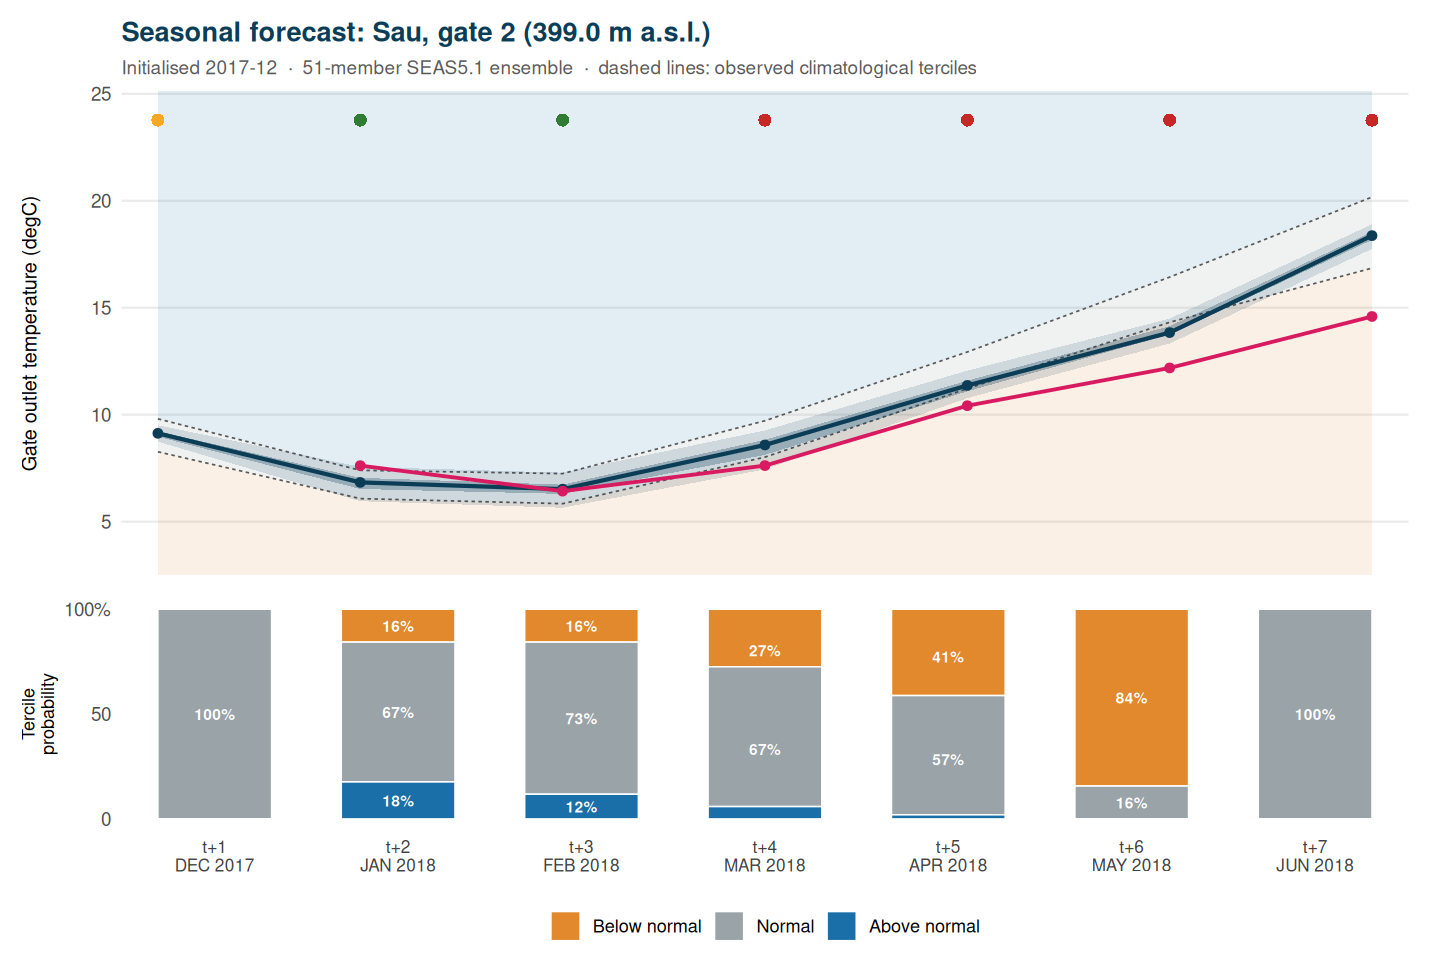 Seasonal forecast: Sau, gate 2 (399.0 m a.s.l.)
Initialised 2017-12 · 51-member SEAS5.1 ensemble · dashed lines: observed climatological terciles
Gate outlet temperature (degC)
25
20
15
10
5
Tercile
probability
100%
50
0
100%
16%
67%
18%
16%
73%
12%
27%
67%
41%
57%
84%
16%
100%
t+1
DEC 2017
t+2
JAN 2018
t+3
FEB 2018
t+4
MAR 2018
t+5
APR 2018
t+6
MAY 2018
t+7
JUN 2018
Below normal
Normal
Above normal